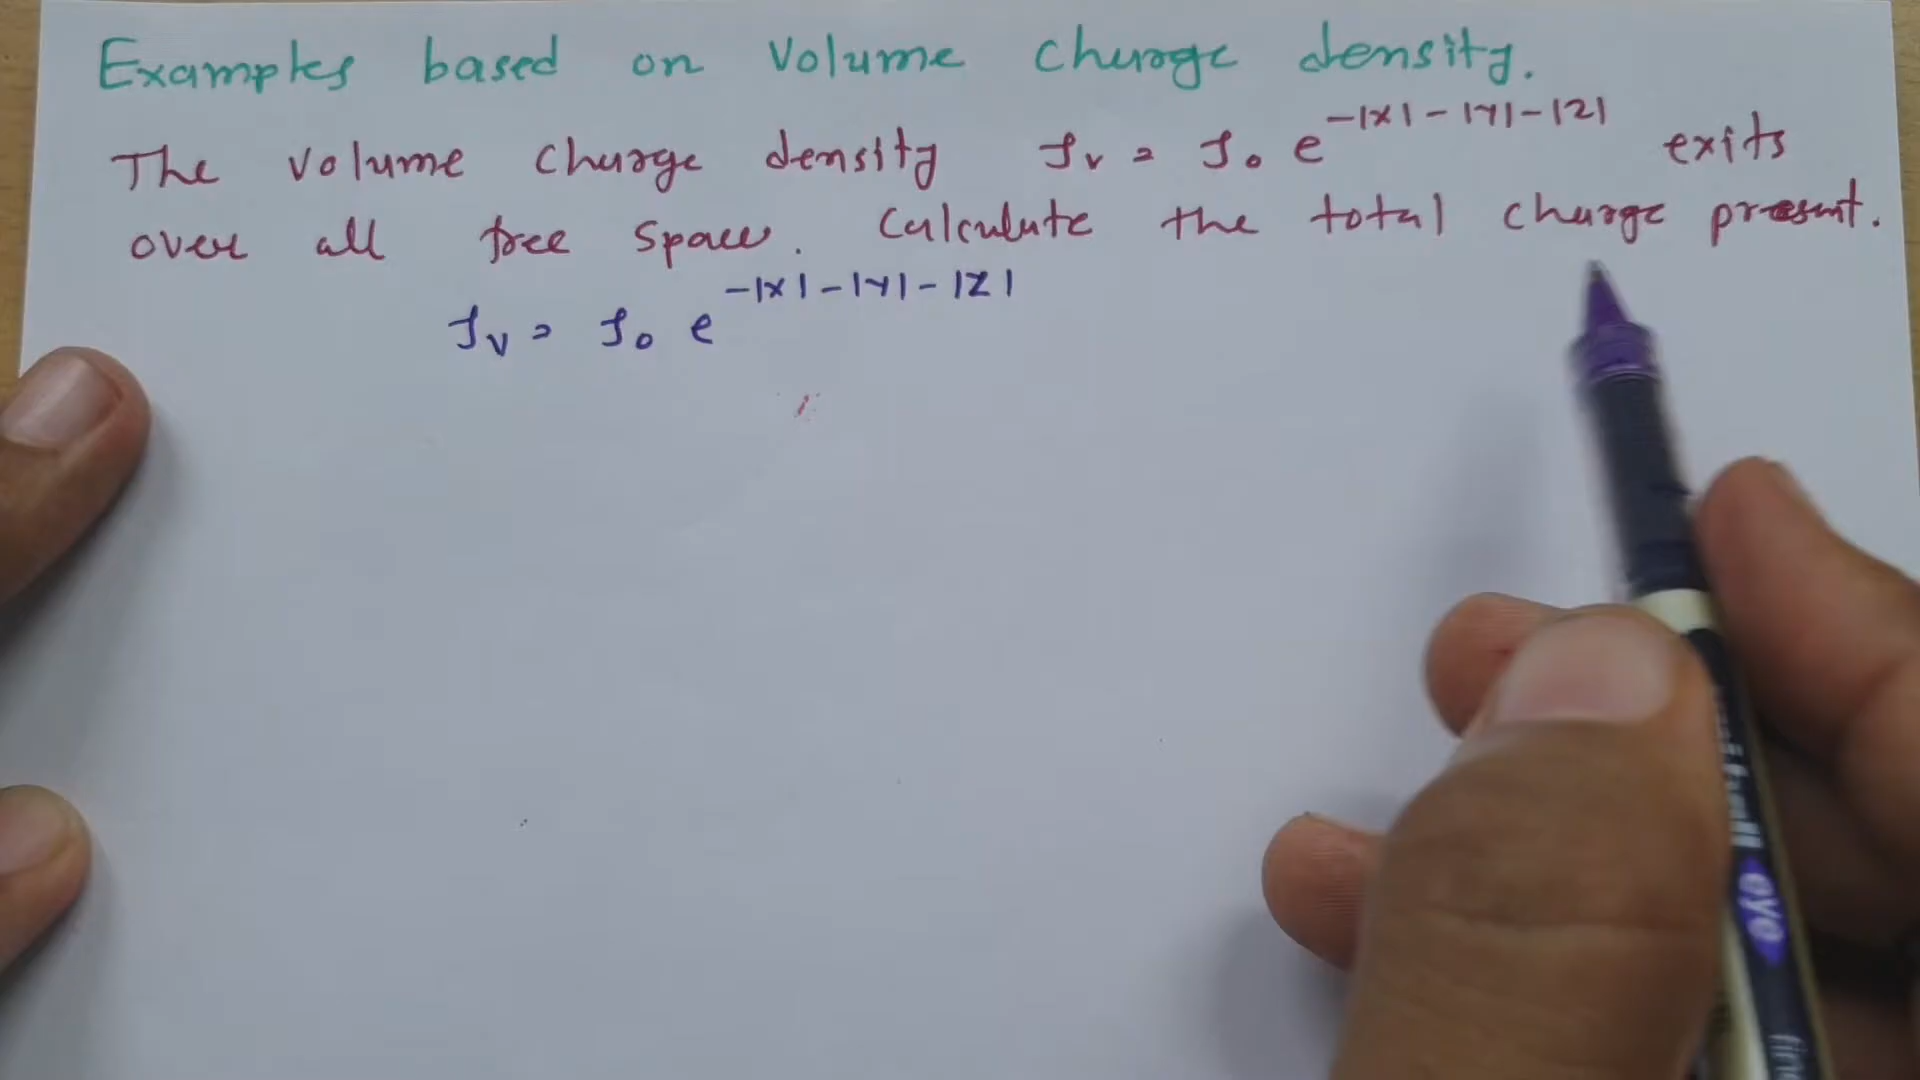 Examples based on volume charge density.
The volume charge density ρv = ρ0 e^-|x|-|y|-|z| exits
over all free space. Calculate the total charge present.
ρv = ρ0 e^-|x|-|y|-|z|
eye